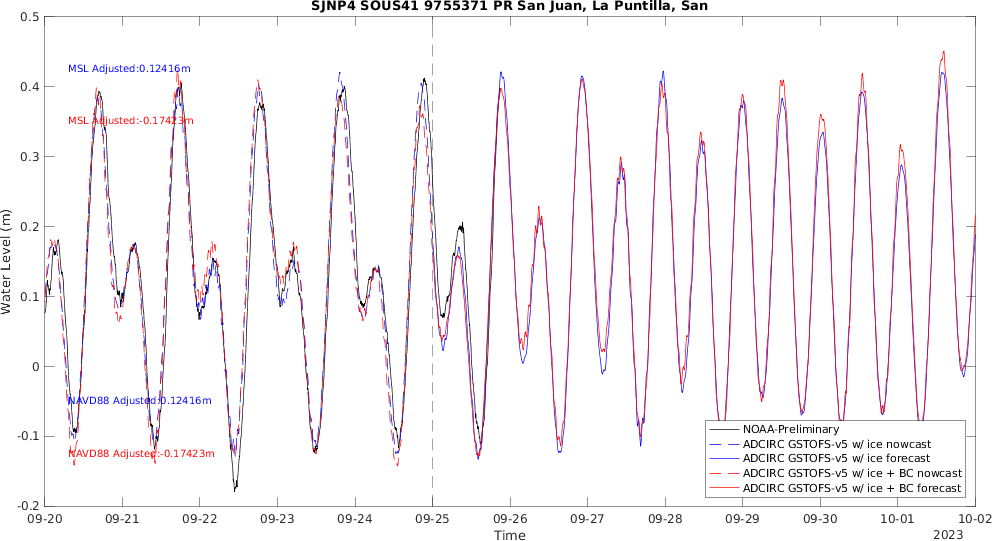 SJNP4 SOUS41 9755371 PR San Juan, La Puntilla, San
Water Level (m)
0.5
0.4
0.3
0.2
0.1
0
-0.1
-0.2
MSL Adjusted:0.12416m
MSL Adjusted:-0.17423m
NAVD88 Adjusted:0.12416m
NAVD88 Adjusted:-0.17423m
NOAA-Preliminary
ADCIRC GSTOFS-v5 w/ ice nowcast
ADCIRC GSTOFS-v5 w/ ice forecast
ADCIRC GSTOFS-v5 w/ ice + BC nowcast
ADCIRC GSTOFS-v5 w/ ice + BC forecast
09-20 09-21 09-22 09-23 09-24 09-25 09-26 09-27 09-28 09-29 09-30 10-01 10-02
Time
2023